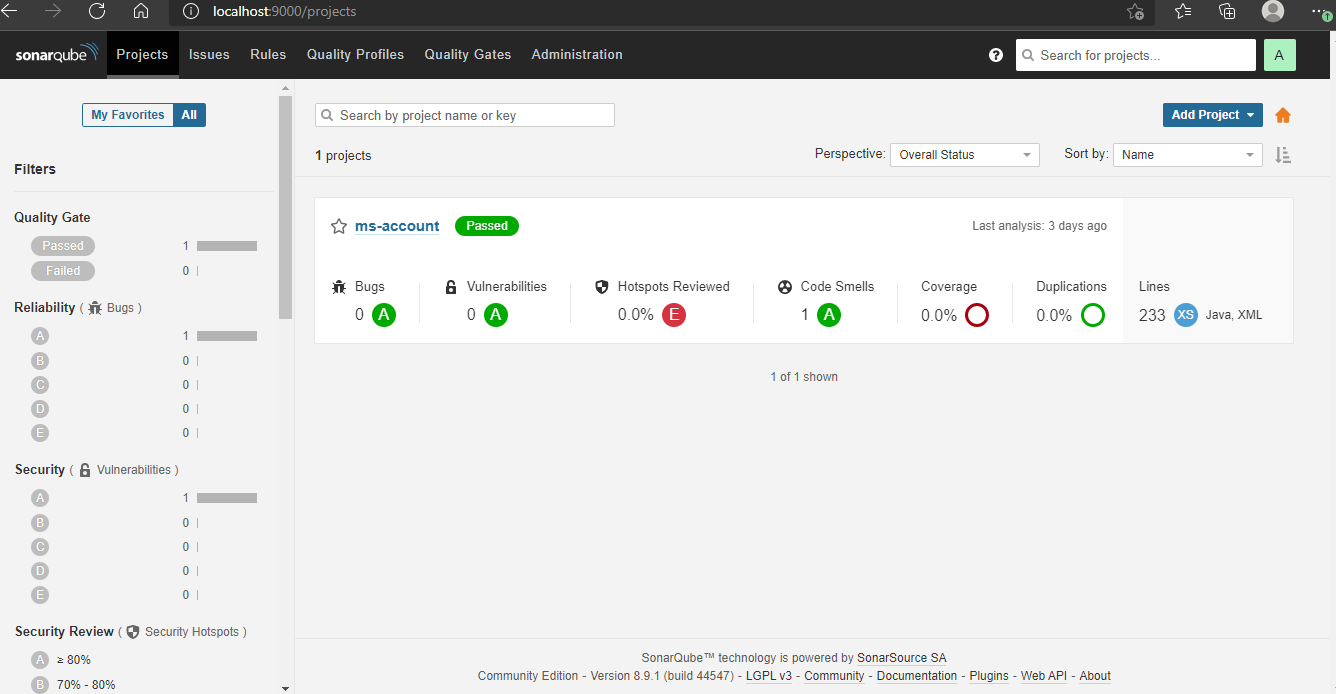 localhost:9000/projects
sonarqube Projects Issues Rules Quality Profiles Quality Gates Administration ? Search for projects... A
My Favorites All
Search by project name or key
Add Project
1 projects
Perspective: Overall Status Sort by: Name
Filters
Quality Gate
Passed 1
Failed 0
Reliability ( Bugs )
A 1
B 0
C 0
D 0
E 0
Security ( Vulnerabilities )
A 1
B 0
C 0
D 0
E 0
Security Review ( Security Hotspots )
A ≥ 80%
B 70% - 80%
ms-account Passed Last analysis: 3 days ago
Bugs Vulnerabilities Hotspots Reviewed Code Smells Coverage Duplications Lines
0 A 0 A 0.0% E 1 A 0.0% 0.0% 233 XS Java, XML
1 of 1 shown
SonarQube™ technology is powered by SonarSource SA
Community Edition - Version 8.9.1 (build 44547) - LGPL v3 - Community - Documentation - Plugins - Web API - About